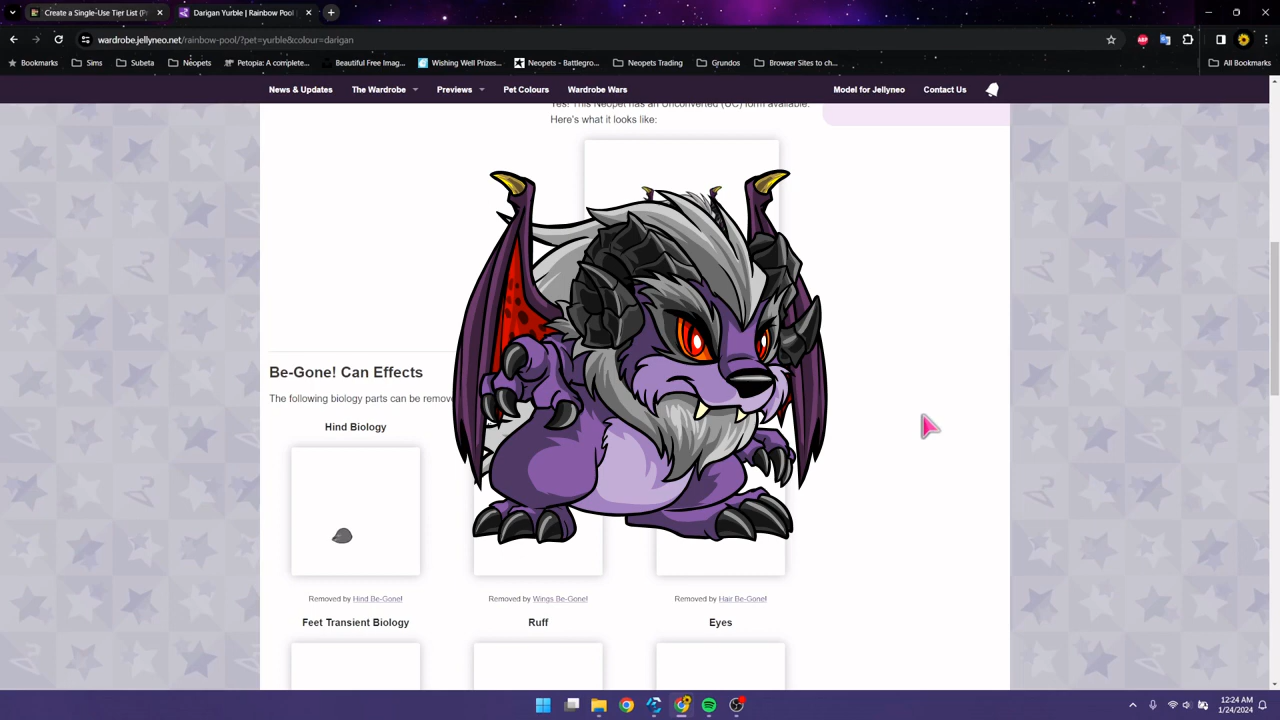 Create a Single-Use Tier List (P
Darigan Yurble | Rainbow Pool
wardrobe.jellyneo.net/rainbow-pool/?pet=yurble&colour=darigan
Bookmarks
Sims
Subeta
Neopets
Petopia: A complete...
Beautiful Free Imag...
Wishing Well Prizes...
Neopets - Battlegro...
Neopets Trading
Grundos
Browser Sites to ch...
All Bookmarks
News & Updates
The Wardrobe
Previews
Pet Colours
Wardrobe Wars
Model for Jellyneo
Contact Us
Yes! This Neopet has an Unconverted (UC) form available.
Here's what it looks like:
Be-Gone! Can Effects
The following biology parts can be remove
Hind Biology
Removed by Hind Be-Gone!
Removed by Wings Be-Gone!
Removed by Hair Be-Gone!
Feet Transient Biology
Ruff
Eyes
12:24 AM
1/24/2024